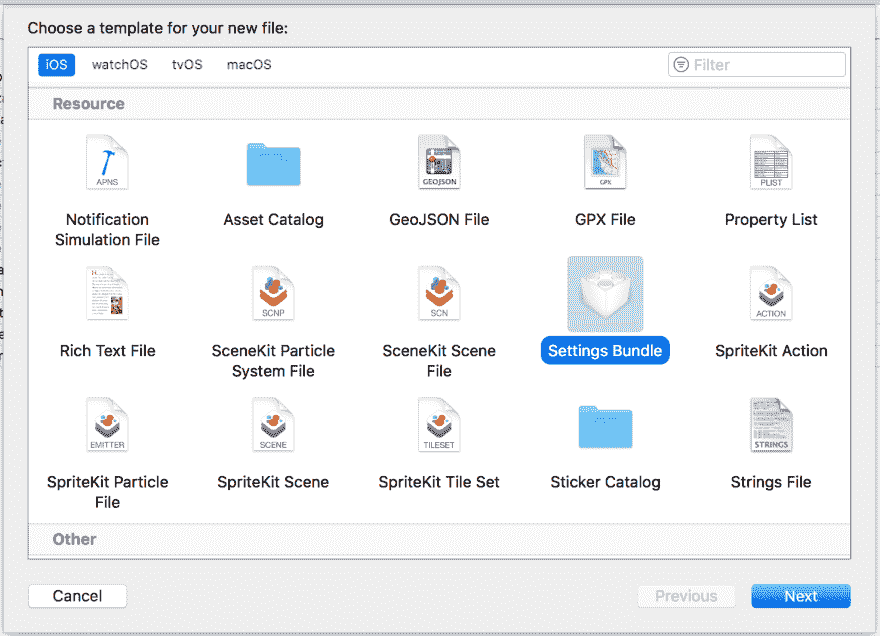 Choose a template for your new file:
iOS watchOS tvOS macOS Filter
Resource
APNS GEOJSON GPX PLIST
Notification Simulation File Asset Catalog GeoJSON File GPX File Property List
SCNP SCN ACTION
Rich Text File SceneKit Particle System File SceneKit Scene File Settings Bundle SpriteKit Action
EMITTER SCENE TILESET STRINGS
SpriteKit Particle File SpriteKit Scene SpriteKit Tile Set Sticker Catalog Strings File
Other
Cancel Previous Next